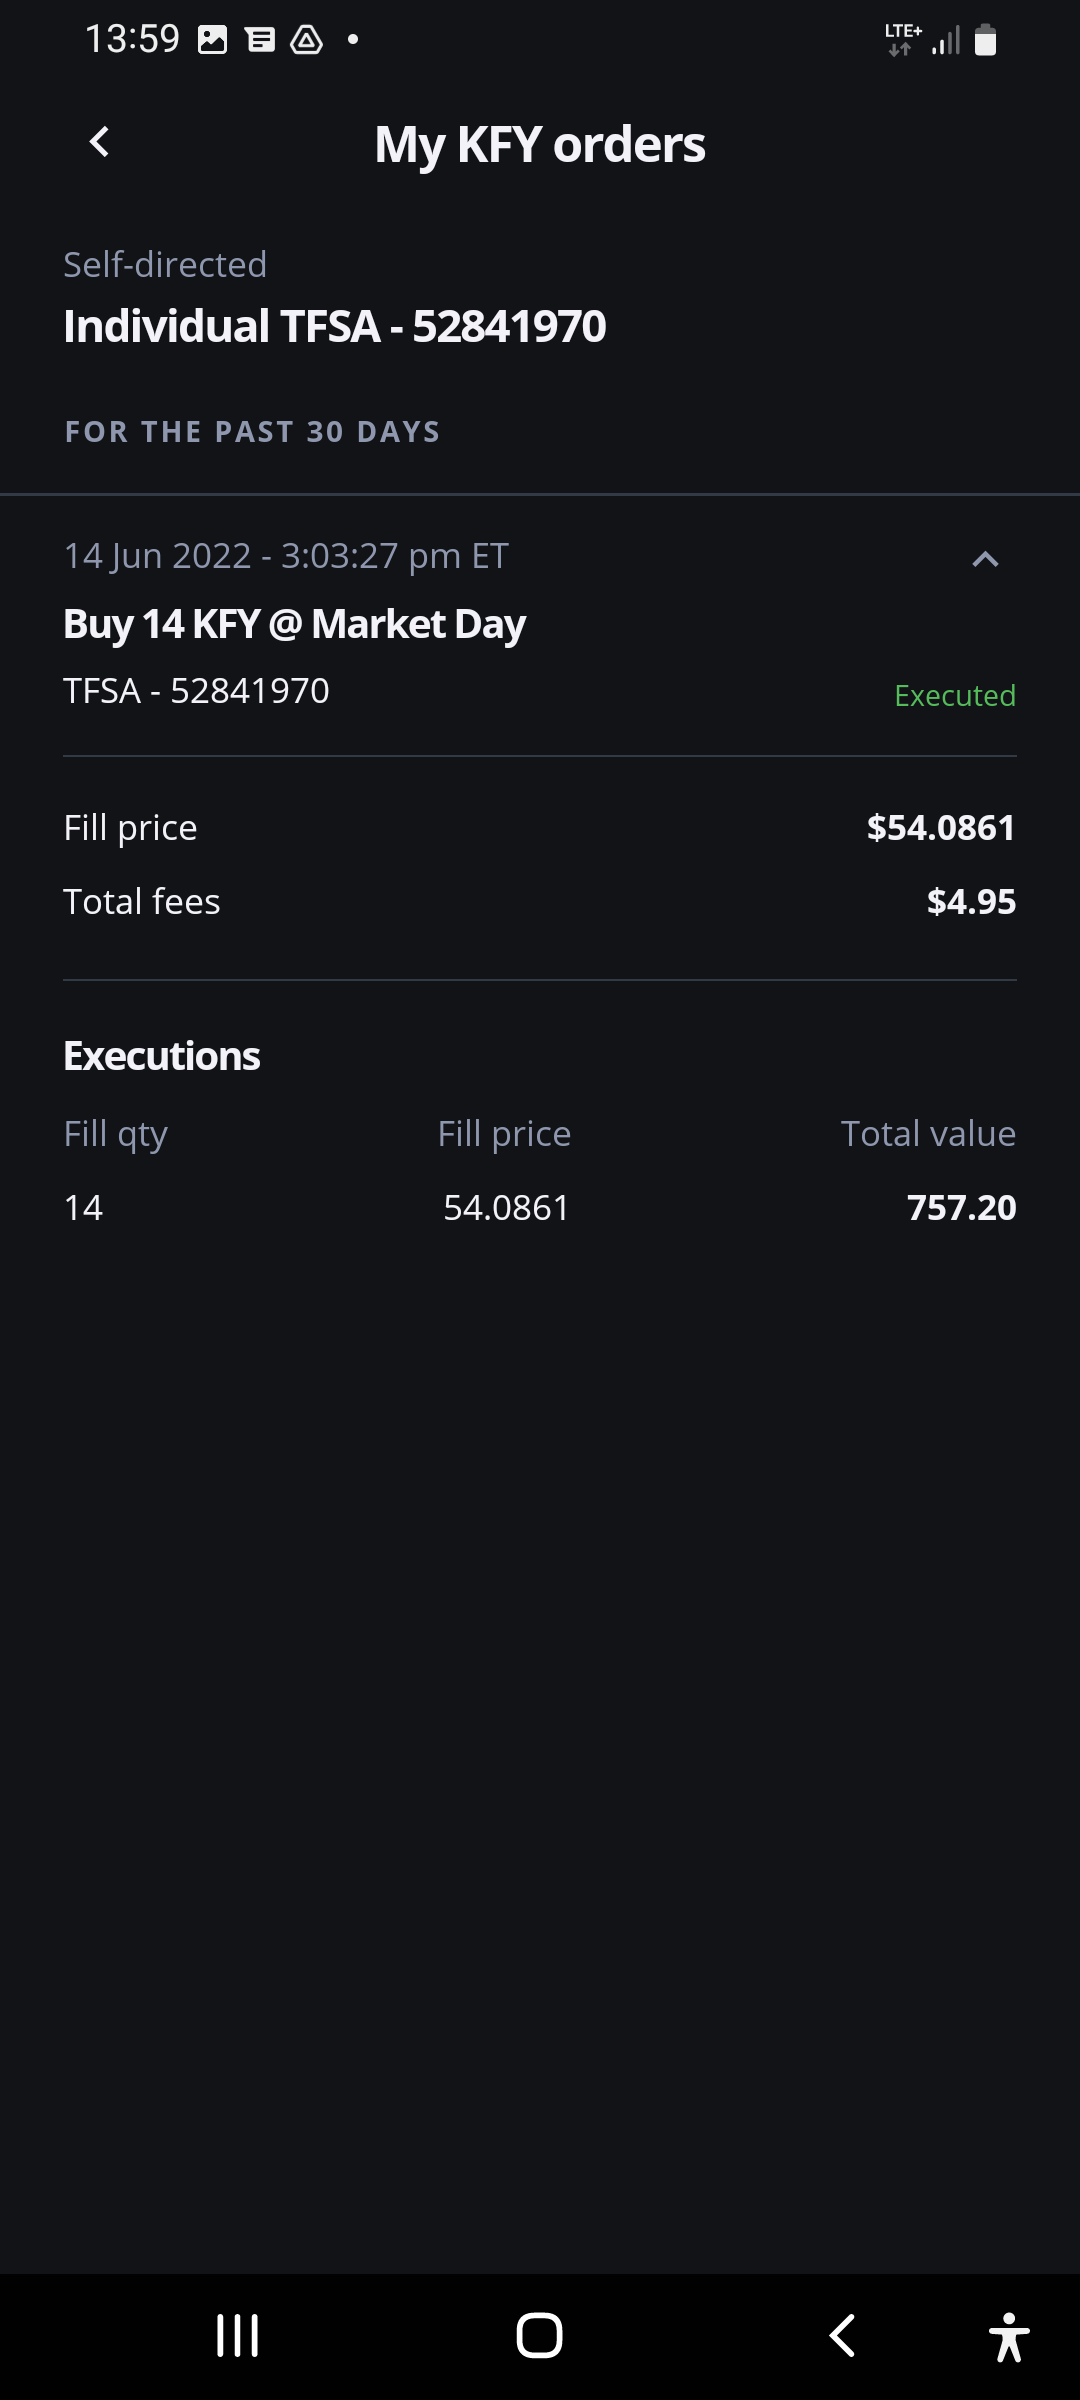 13:59
LTE+
My KFY orders
Self-directed
Individual TFSA - 52841970
FOR THE PAST 30 DAYS
14 Jun 2022 - 3:03:27 pm ET
Buy 14 KFY @ Market Day
TFSA - 52841970
Executed
Fill price $54.0861
Total fees $4.95
Executions
Fill qty Fill price Total value
14 54.0861 757.20